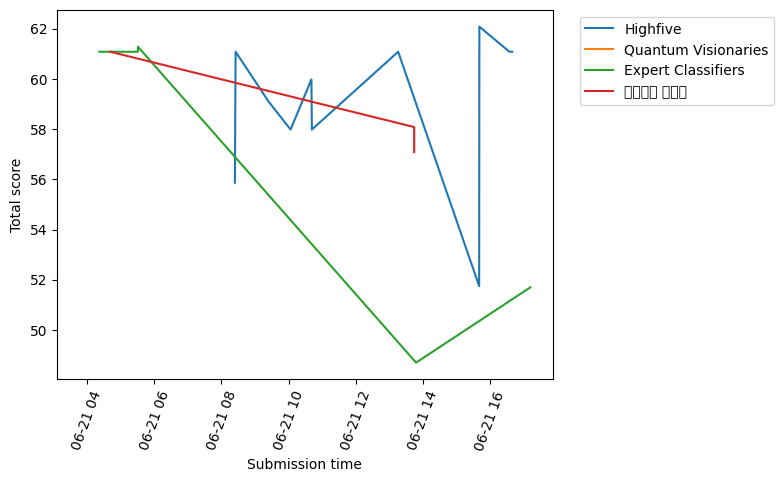 Highfive
Quantum Visionaries
Expert Classifiers
62
60
58
56
54
52
50
Total score
06-21 04
06-21 06
06-21 08
06-21 10
06-21 12
06-21 14
06-21 16
Submission time